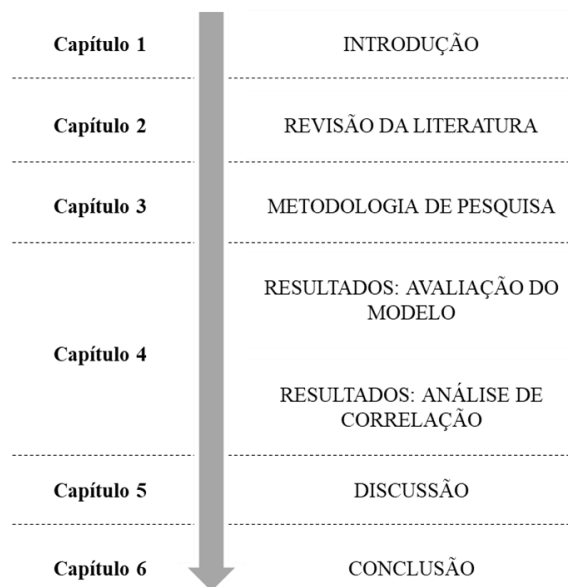 Capítulo 1
INTRODUÇÃO
Capítulo 2
REVISÃO DA LITERATURA
Capítulo 3
METODOLOGIA DE PESQUISA
Capítulo 4
RESULTADOS: AVALIAÇÃO DO
MODELO
RESULTADOS: ANÁLISE DE
CORRELAÇÃO
Capítulo 5
DISCUSSÃO
Capítulo 6
CONCLUSÃO